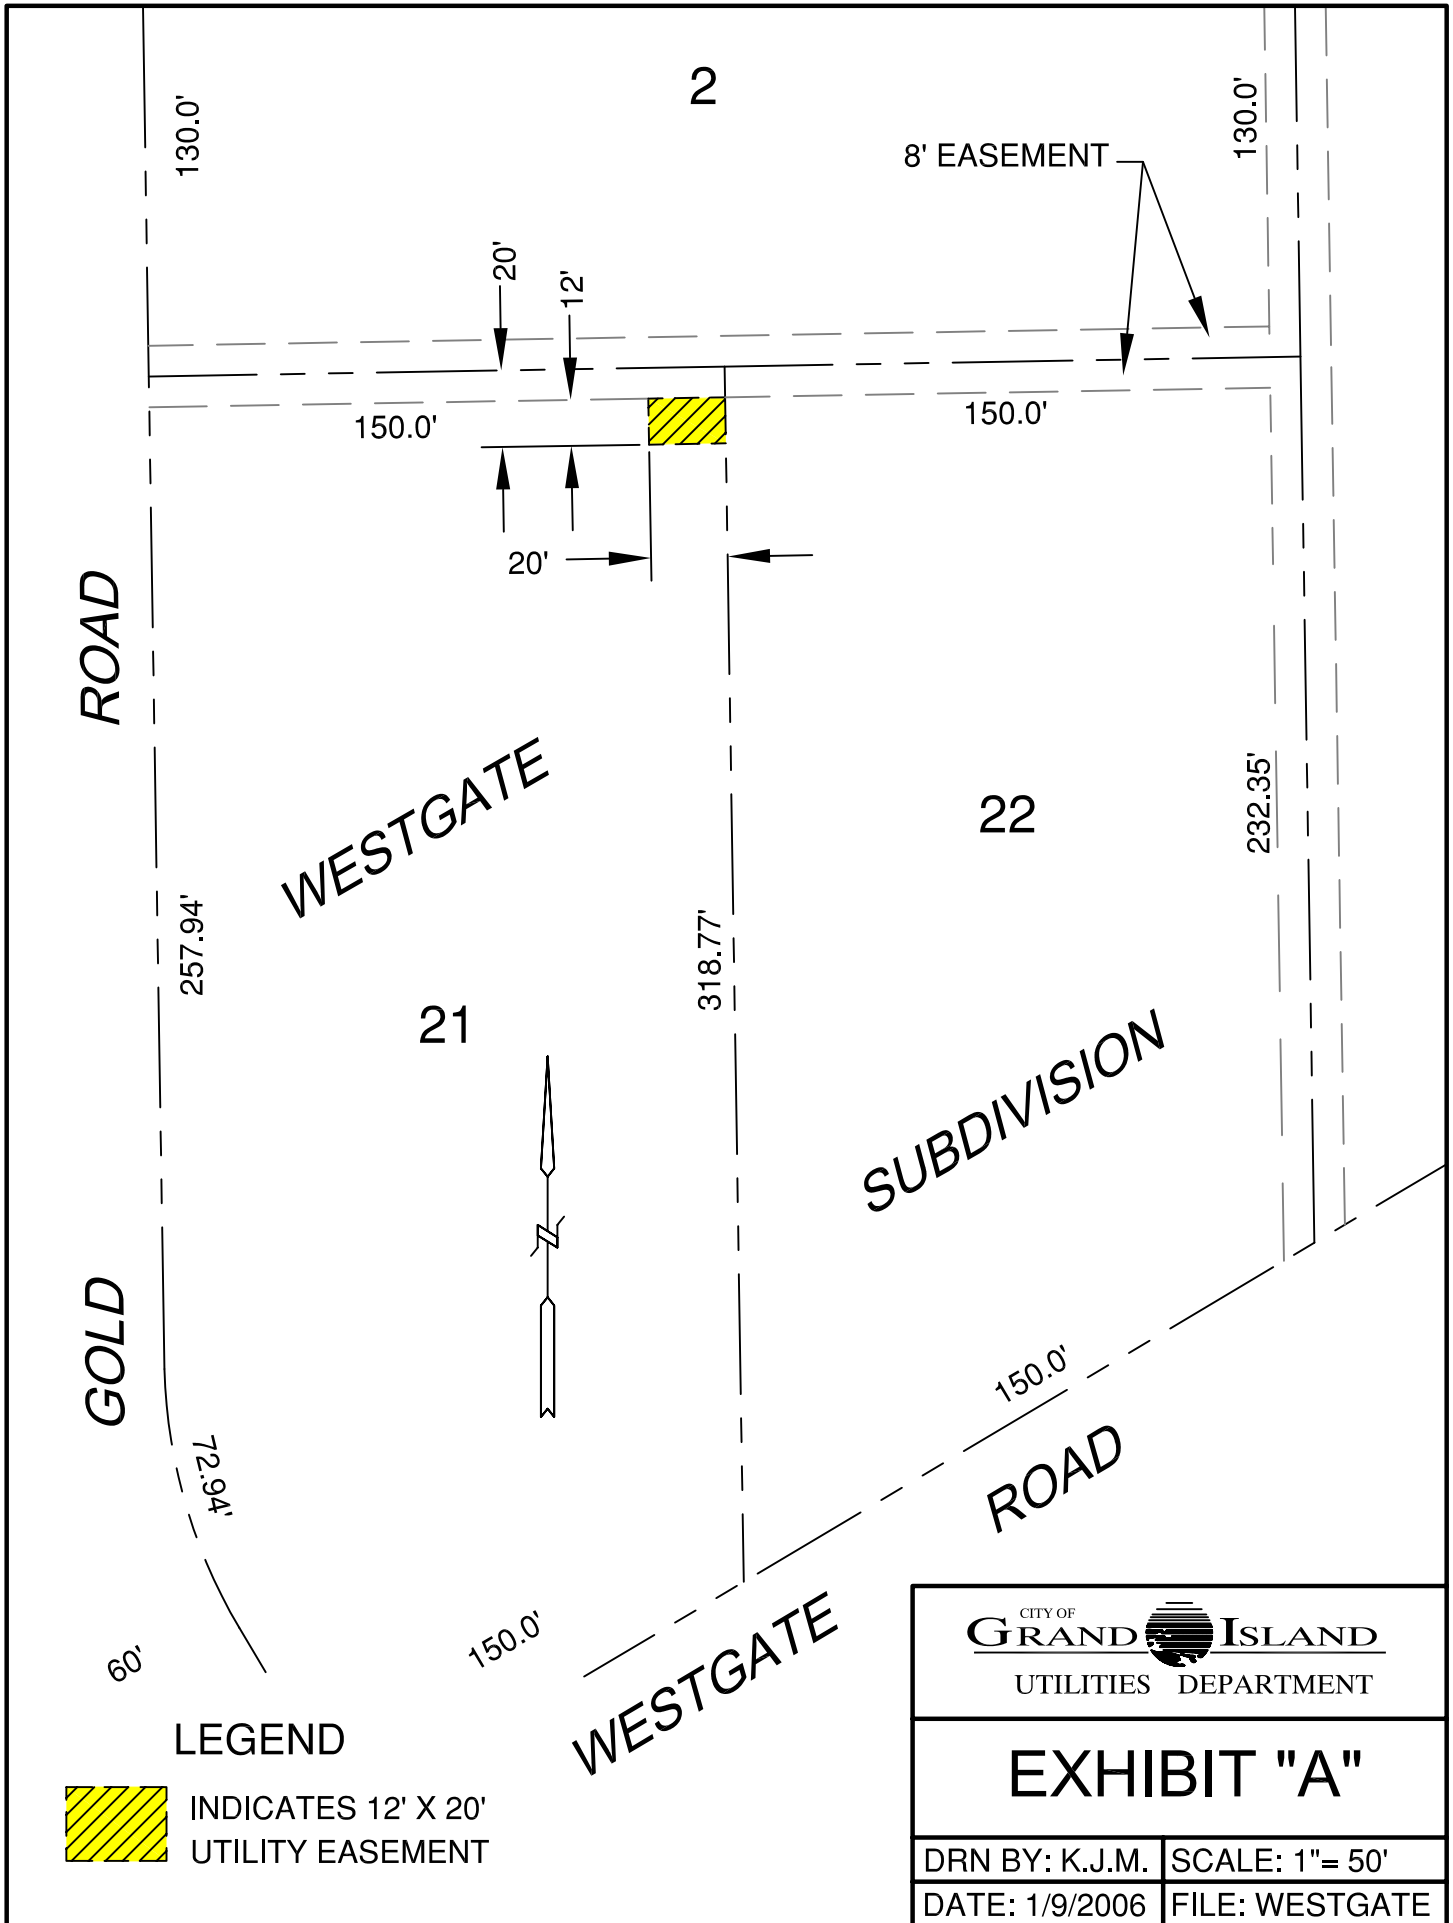 2
130.0'
130.0'
8' EASEMENT
20'
12'
150.0'
150.0'
20'
ROAD
WESTGATE
22
232.35'
257.94'
318.77'
21
SUBDIVISION
GOLD
150.0'
72.94'
ROAD
150.0'
WESTGATE
60'
LEGEND
INDICATES 12' X 20'
UTILITY EASEMENT
CITY OF
GRAND ISLAND
UTILITIES DEPARTMENT
EXHIBIT "A"
DRN BY: K.J.M.
SCALE: 1"= 50'
DATE: 1/9/2006
FILE: WESTGATE